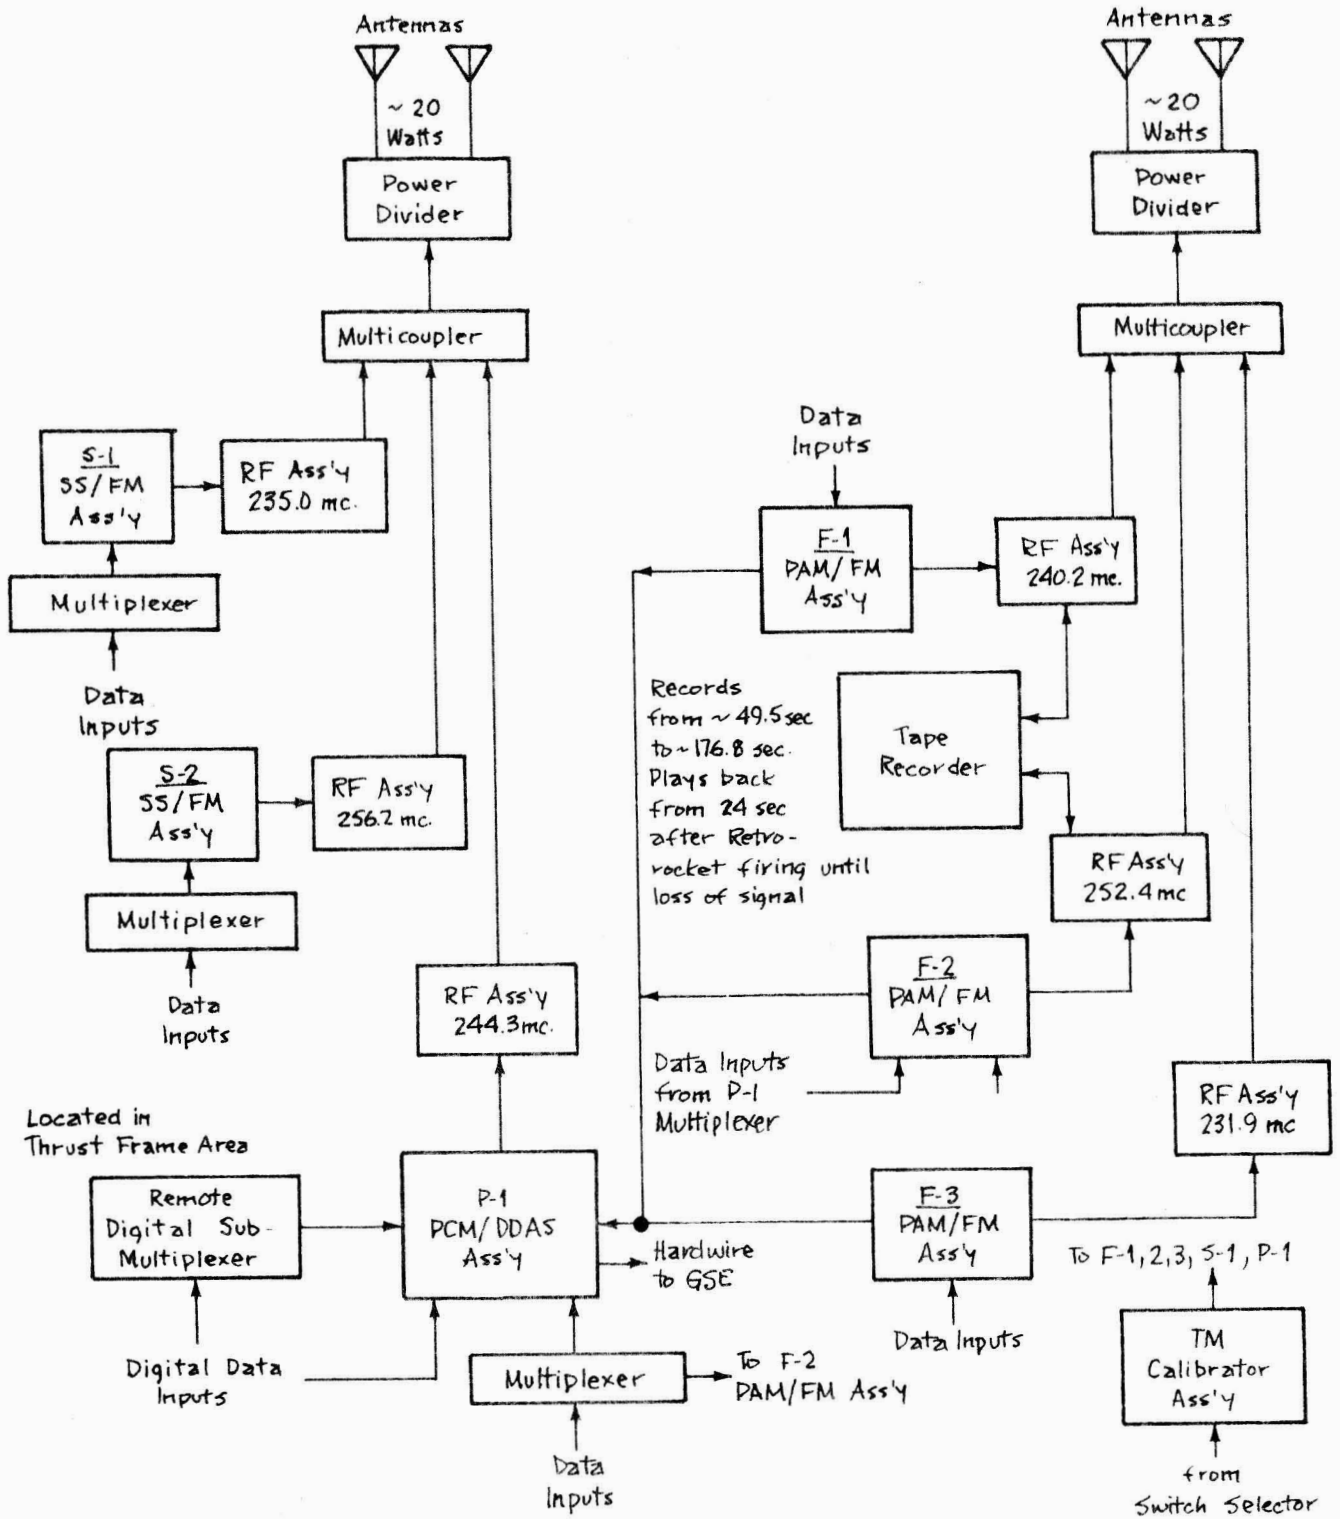 Antennas
~ 20
Watts
Power
Divider
Multicoupler
S-1
SS/FM
Ass'y
RF Ass'y
235.0 mc.
Multiplexer
Data
Inputs
S-2
SS/FM
Ass'y
RF Ass'y
256.2 mc.
Multiplexer
Data
Inputs
RF Ass'y
244.3 mc.
Located in
Thrust Frame Area
Remote
Digital Sub-
Multiplexer
P-1
PCM/DDAS
Ass'y
Hardwire
to GSE
Digital Data
Inputs
Multiplexer
To F-2
PAM/FM Ass'y
Data
Inputs
Antennas
~20
Watts
Power
Divider
Multicoupler
Data
Inputs
F-1
PAM/FM
Ass'y
RF Ass'y
240.2 mc.
Records
from ~ 49.5 sec
to ~176.8 sec.
Plays back
from 24 sec
after Retro-
rocket firing until
loss of signal
Tape
Recorder
RF Ass'y
252.4 mc
F-2
PAM/FM
Ass'y
Data Inputs
from P-1
Multiplexer
RF Ass'y
231.9 mc
F-3
PAM/FM
Ass'y
Data Inputs
To F-1, 2, 3, S-1, P-1
TM
Calibrator
Ass'y
from
Switch Selector